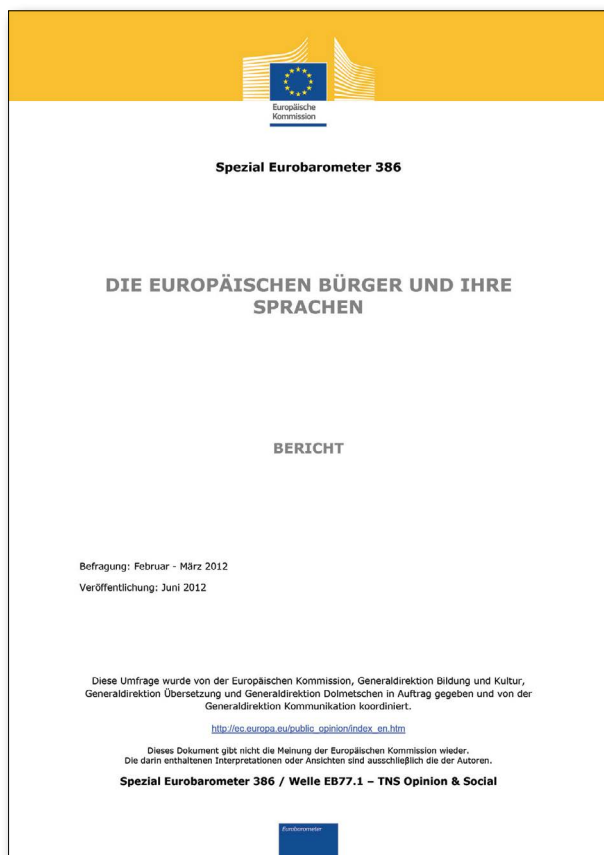 Europäische
Kommission
Spezial Eurobarometer 386
DIE EUROPÄISCHEN BÜRGER UND IHRE
SPRACHEN
BERICHT
Befragung: Februar - März 2012
Veröffentlichung: Juni 2012
Diese Umfrage wurde von der Europäischen Kommission, Generaldirektion Bildung und Kultur,
Generaldirektion Übersetzung und Generaldirektion Dolmetschen in Auftrag gegeben und von der
Generaldirektion Kommunikation koordiniert.
http://ec.europa.eu/public_opinion/index_en.htm
Dieses Dokument gibt nicht die Meinung der Europäischen Kommission wieder.
Die darin enthaltenen Interpretationen oder Ansichten sind ausschließlich die der Autoren.
Spezial Eurobarometer 386 / Welle EB77.1 – TNS Opinion & Social
Eurobarometer